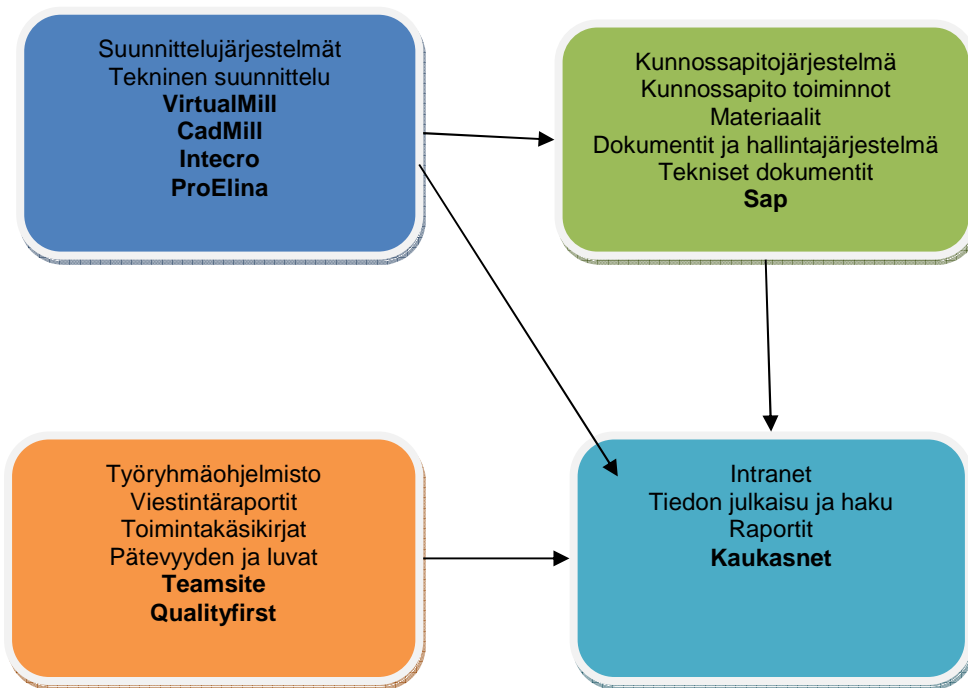 Suunnittelujärjestelmät
Tekninen suunnittelu
VirtualMill
CadMill
Intecro
ProElina
Kunnossapitojärjestelmä
Kunnossapito toiminnot
Materiaalit
Dokumentit ja hallintajärjestelmä
Tekniset dokumentit
Sap
Työryhmäohjelmisto
Viestintäraportit
Toimintakäsikirjat
Pätevyyden ja luvat
Teamsite
Qualityfirst
Intranet
Tiedon julkaisu ja haku
Raportit
Kaukasnet